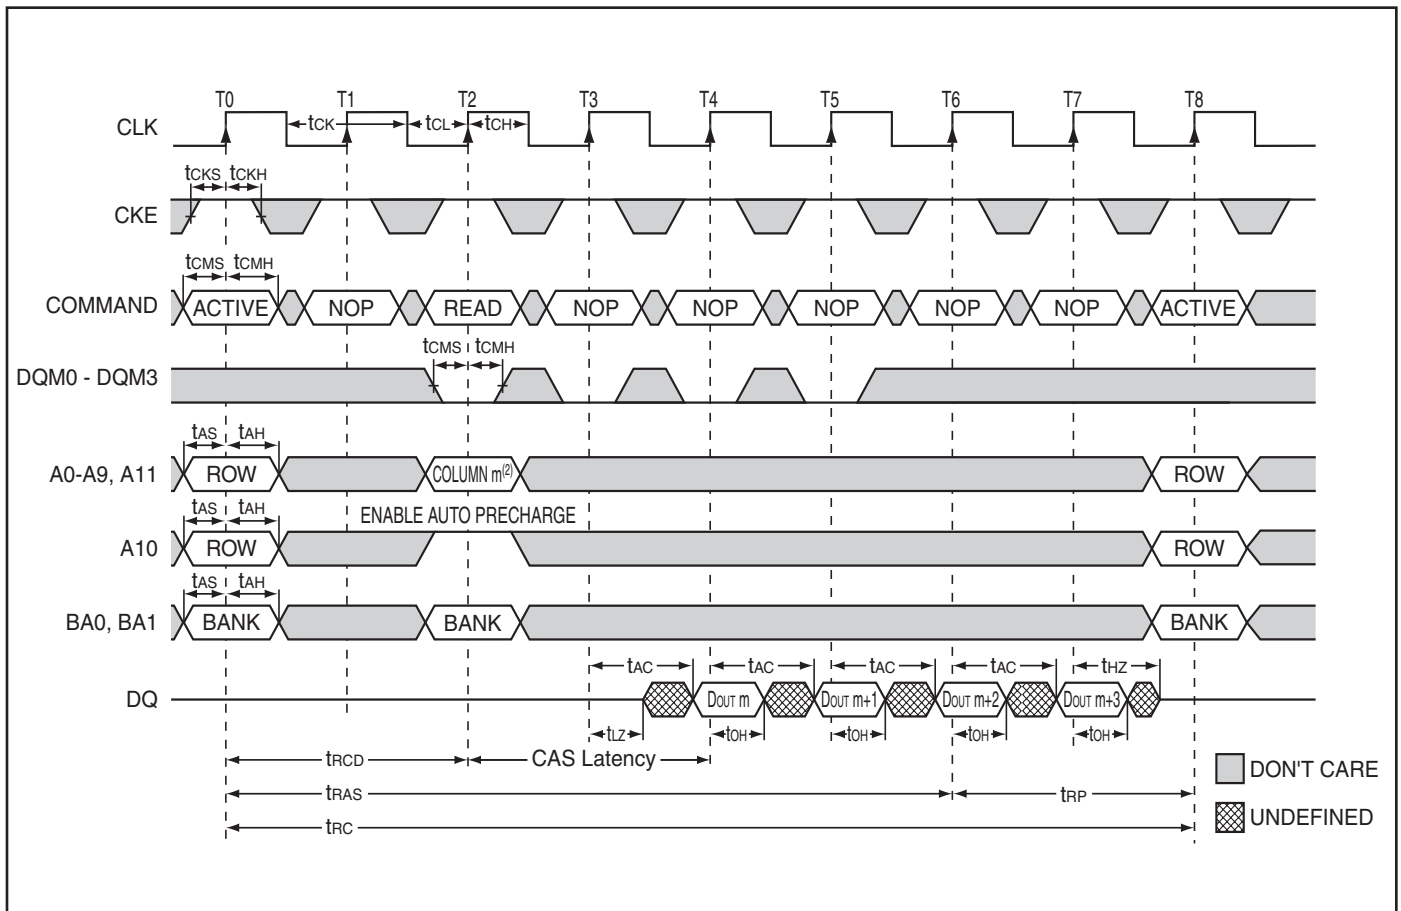 T0 T1 T2 T3 T4 T5 T6 T7 T8
CLK tCK tCL tCH
tCKS tCKH
CKE
tCMS tCMH
COMMAND ACTIVE NOP READ NOP NOP NOP NOP NOP ACTIVE
tCMS tCMH
DQM0 - DQM3
tAS tAH
A0-A9, A11 ROW COLUMN m(2) ROW
tAS tAH ENABLE AUTO PRECHARGE
A10 ROW ROW
tAS tAH
BA0, BA1 BANK BANK BANK
tAC tAC tAC tAC tHZ
DQ DOUT m DOUT m+1 DOUT m+2 DOUT m+3
tLZ tOH tOH tOH tOH
tRCD CAS Latency
DON'T CARE
tRAS tRP
UNDEFINED
tRC